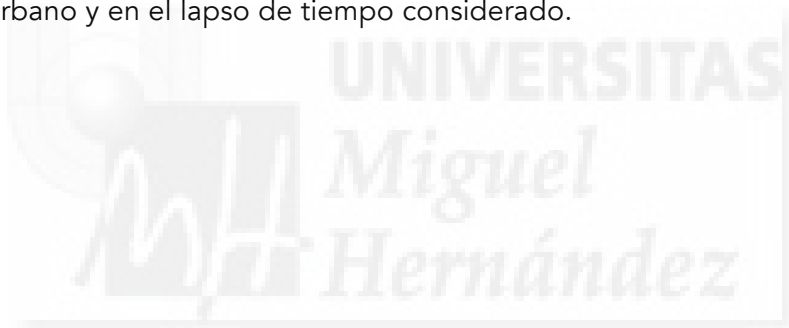 rbano y en el lapso de tiempo considerado.
UNIVERSITAS
Miguel
Hernández